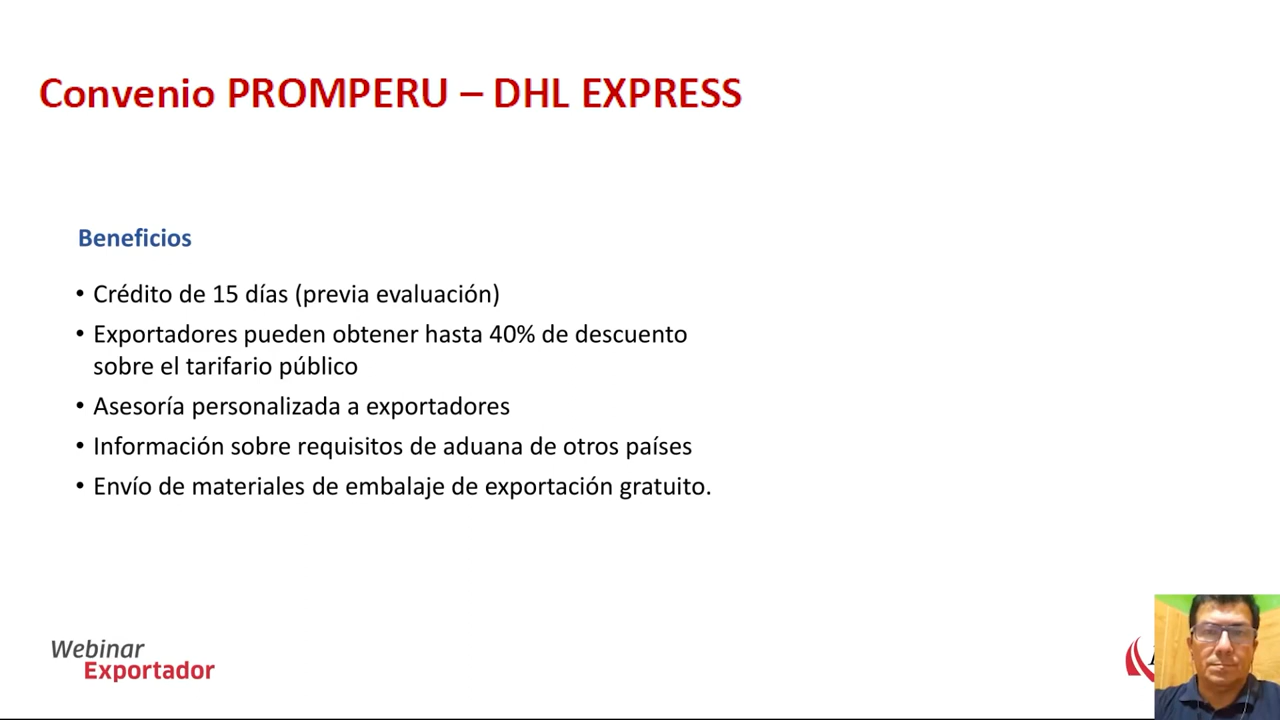 Convenio PROMPERU – DHL EXPRESS
Beneficios
• Crédito de 15 días (previa evaluación)
• Exportadores pueden obtener hasta 40% de descuento
sobre el tarifario público
• Asesoría personalizada a exportadores
• Información sobre requisitos de aduana de otros países
• Envío de materiales de embalaje de exportación gratuito.
Webinar
Exportador